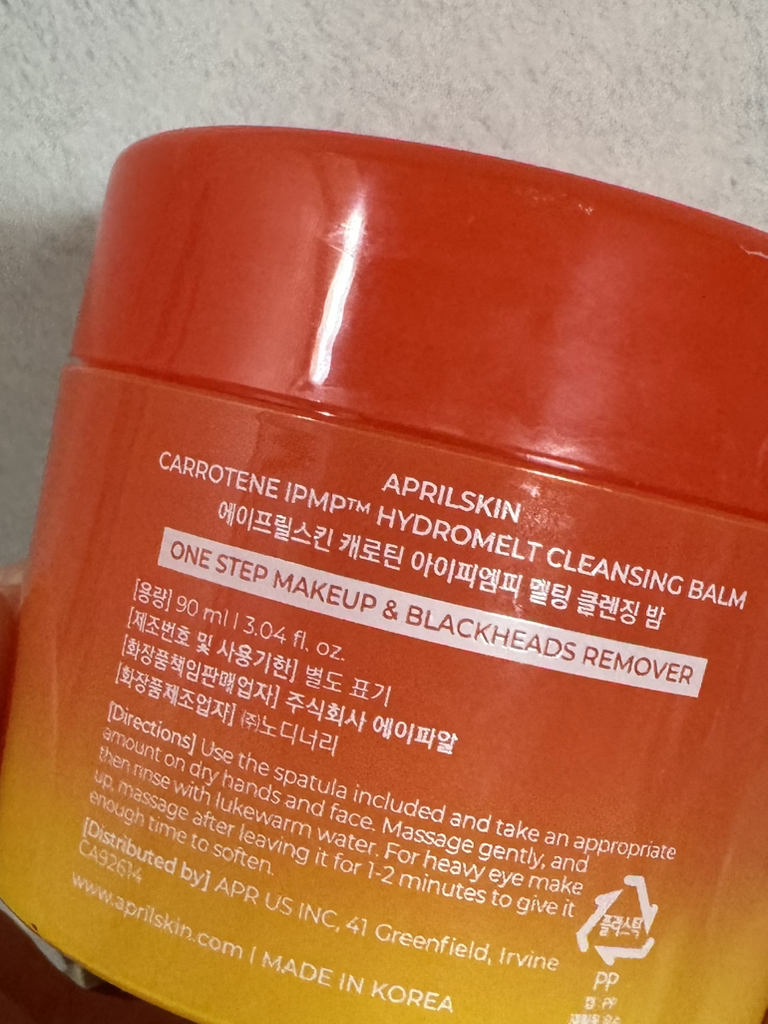 APRILSKIN
CARROTENE IPMP™ HYDROMELT CLEANSING BALM
에이프릴스킨 캐로틴 아이피엠피 멜팅 클렌징 밤
ONE STEP MAKEUP & BLACKHEADS REMOVER
[용량] 90 ml | 3.04 fl. oz.
[제조번호 및 사용기한] 별도 표기
[화장품책임판매업자] 주식회사 에이피알
[화장품제조업자] ㈜노디너리
[Directions] Use the spatula included and take an appropriate
amount on dry hands and face. Massage gently, and
then rinse with lukewarm water. For heavy eye make
up, massage after leaving it for 1-2 minutes to give it
enough time to soften.
[Distributed by] APR US INC, 41 Greenfield, Irvine
CA92614
www.aprilskin.com | MADE IN KOREA
플라스틱
PP
캡: PP